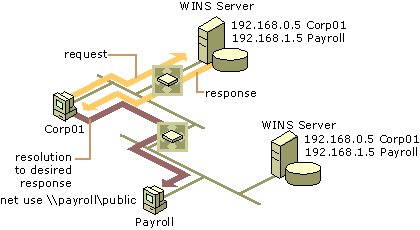 WINS Server
192.168.0.5 Corp01
192.168.1.5 Payroll
request
response
Corp01
WINS Server
192.168.0.5 Corp01
192.168.1.5 Payroll
resolution
to desired
response
net use \\payroll\public
Payroll